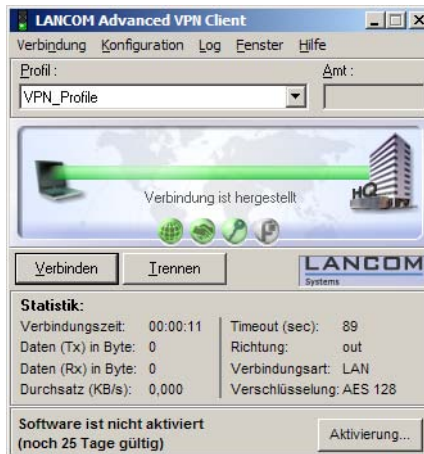 LANCOM Advanced VPN Client
Verbindung Konfiguration Log Fenster Hilfe
Profil : Amt :
VPN_Profile
Verbindung ist hergestellt
HQ
Verbinden Trennen LANCOM
Systems
Statistik:
Verbindungszeit: 00:00:11 Timeout (sec): 89
Daten (Tx) in Byte: 0 Richtung: out
Daten (Rx) in Byte: 0 Verbindungsart: LAN
Durchsatz (KB/s): 0,000 Verschlüsselung: AES 128
Software ist nicht aktiviert
(noch 25 Tage gültig) Aktivierung...